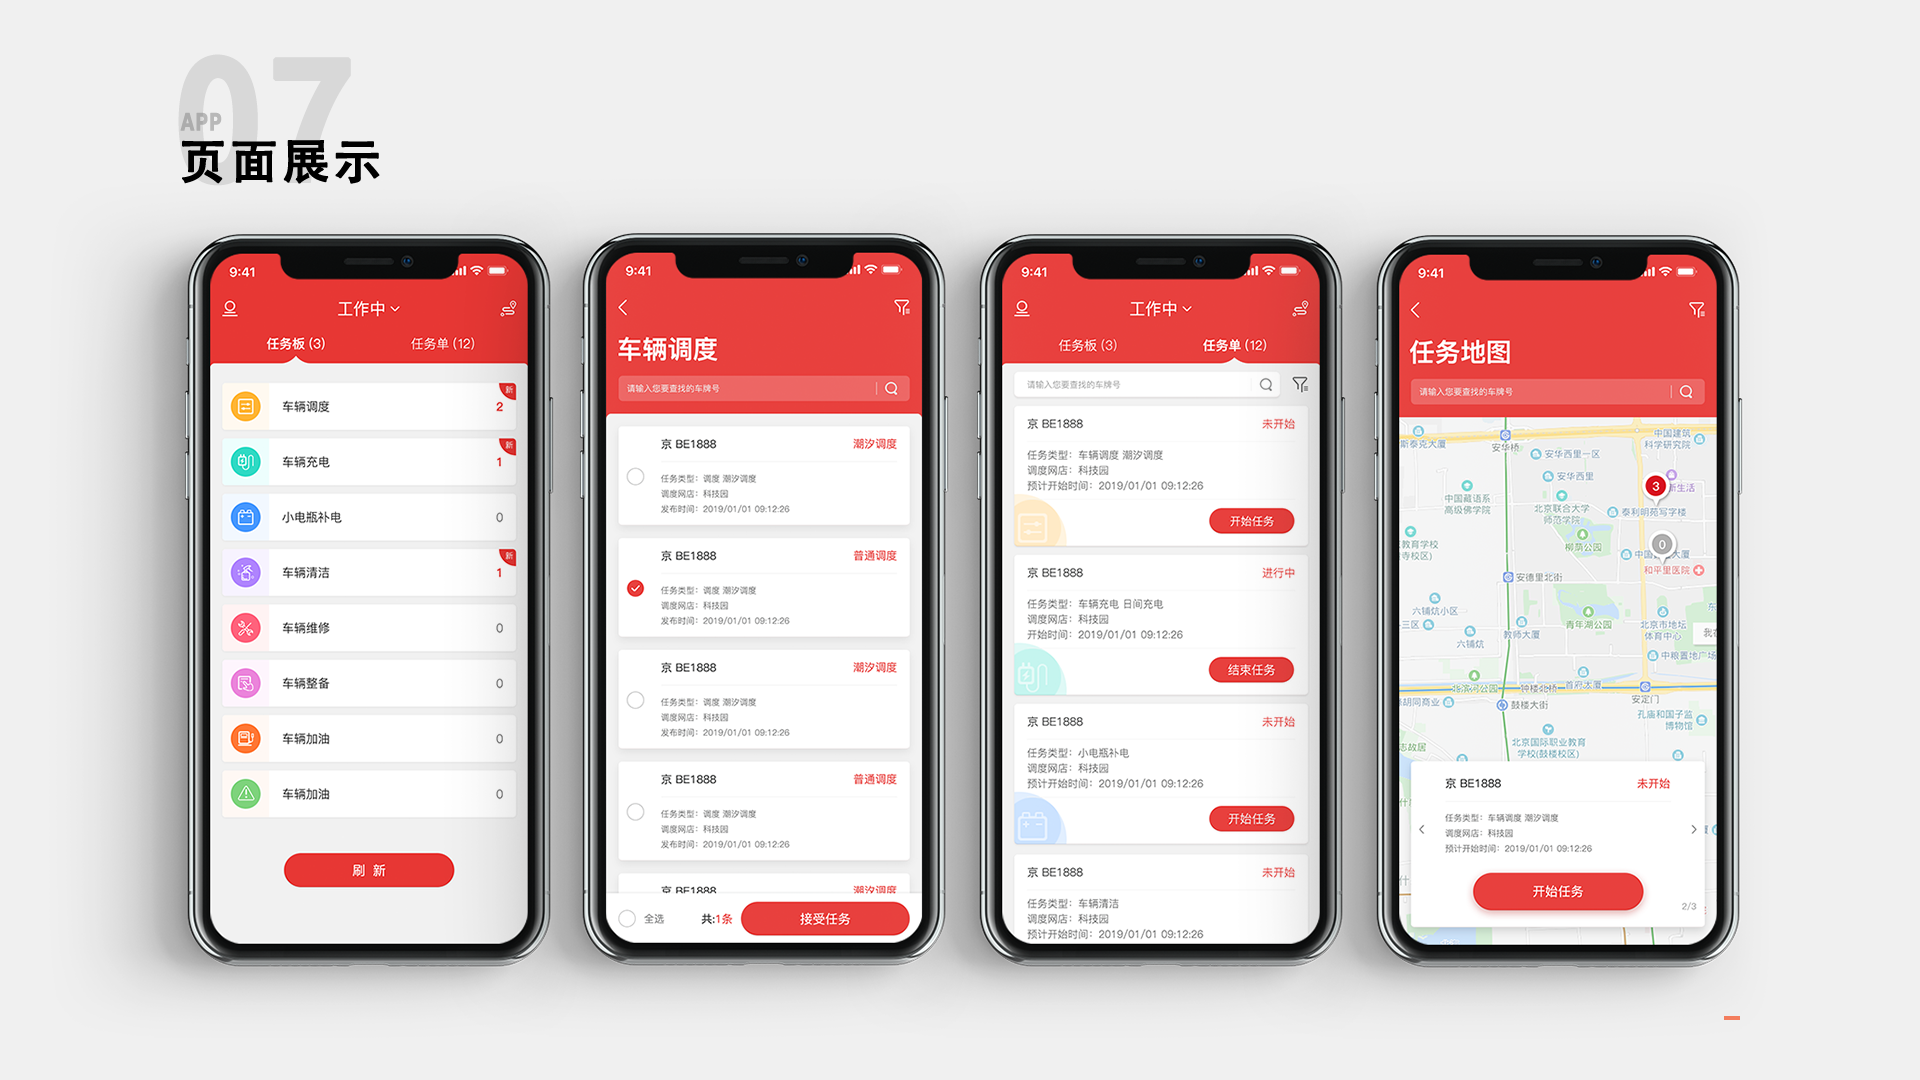 07
APP
页面展示
9:41
工作中
任务板 (3)
任务单 (12)
车辆调度
新
2
车辆充电
新
1
小电瓶补电
0
车辆清洁
新
1
车辆维修
0
车辆整备
0
车辆加油
0
车辆加油
0
刷 新
9:41
车辆调度
请输入您要查找的车牌号
京 BE1888
潮汐调度
任务类型：调度 潮汐调度
调度网店：科技园
发布时间：2019/01/01 09:12:26
京 BE1888
普通调度
任务类型：调度 潮汐调度
调度网店：科技园
发布时间：2019/01/01 09:12:26
京 BE1888
潮汐调度
任务类型：调度 潮汐调度
调度网店：科技园
发布时间：2019/01/01 09:12:26
京 BE1888
普通调度
任务类型：调度 潮汐调度
调度网店：科技园
发布时间：2019/01/01 09:12:26
京 BE1888
潮汐调度
全选
共:1条
接受任务
9:41
工作中
任务板 (3)
任务单 (12)
请输入您要查找的车牌号
京 BE1888
未开始
任务类型：车辆调度 潮汐调度
调度网店：科技园
预计开始时间：2019/01/01 09:12:26
开始任务
京 BE1888
进行中
任务类型：车辆充电 日间充电
调度网店：科技园
开始时间：2019/01/01 09:12:26
结束任务
京 BE1888
未开始
任务类型：小电瓶补电
调度网店：科技园
预计开始时间：2019/01/01 09:12:26
开始任务
京 BE1888
未开始
任务类型：车辆清洁
调度网店：科技园
预计开始时间：2019/01/01 09:12:26
9:41
任务地图
请输入您要查找的车牌号
斯泰克大厦
安华桥
中国建筑
科学研究院
安华西里一区
安华西里
3
新生活
中国藏语系
高级佛学院
北京联合大学
师范学院
泰利明苑写字楼
教育学校
寺校区)
柳荫公园
0
和平里医院
安德里北街
六铺炕小区
三区
六铺炕
教师大厦
青年湖公园
北京市地坛
体育中心
中粮置地广场
北滨河公园
钟楼北桥
首府大厦
胡同商业
鼓楼大街
安定门
孔庙和国子监
博物馆
志故居
北京国际职业教育
学校(鼓楼校区)
京 BE1888
未开始
任务类型：车辆调度 潮汐调度
调度网店：科技园
预计开始时间：2019/01/01 09:12:26
开始任务
2/3